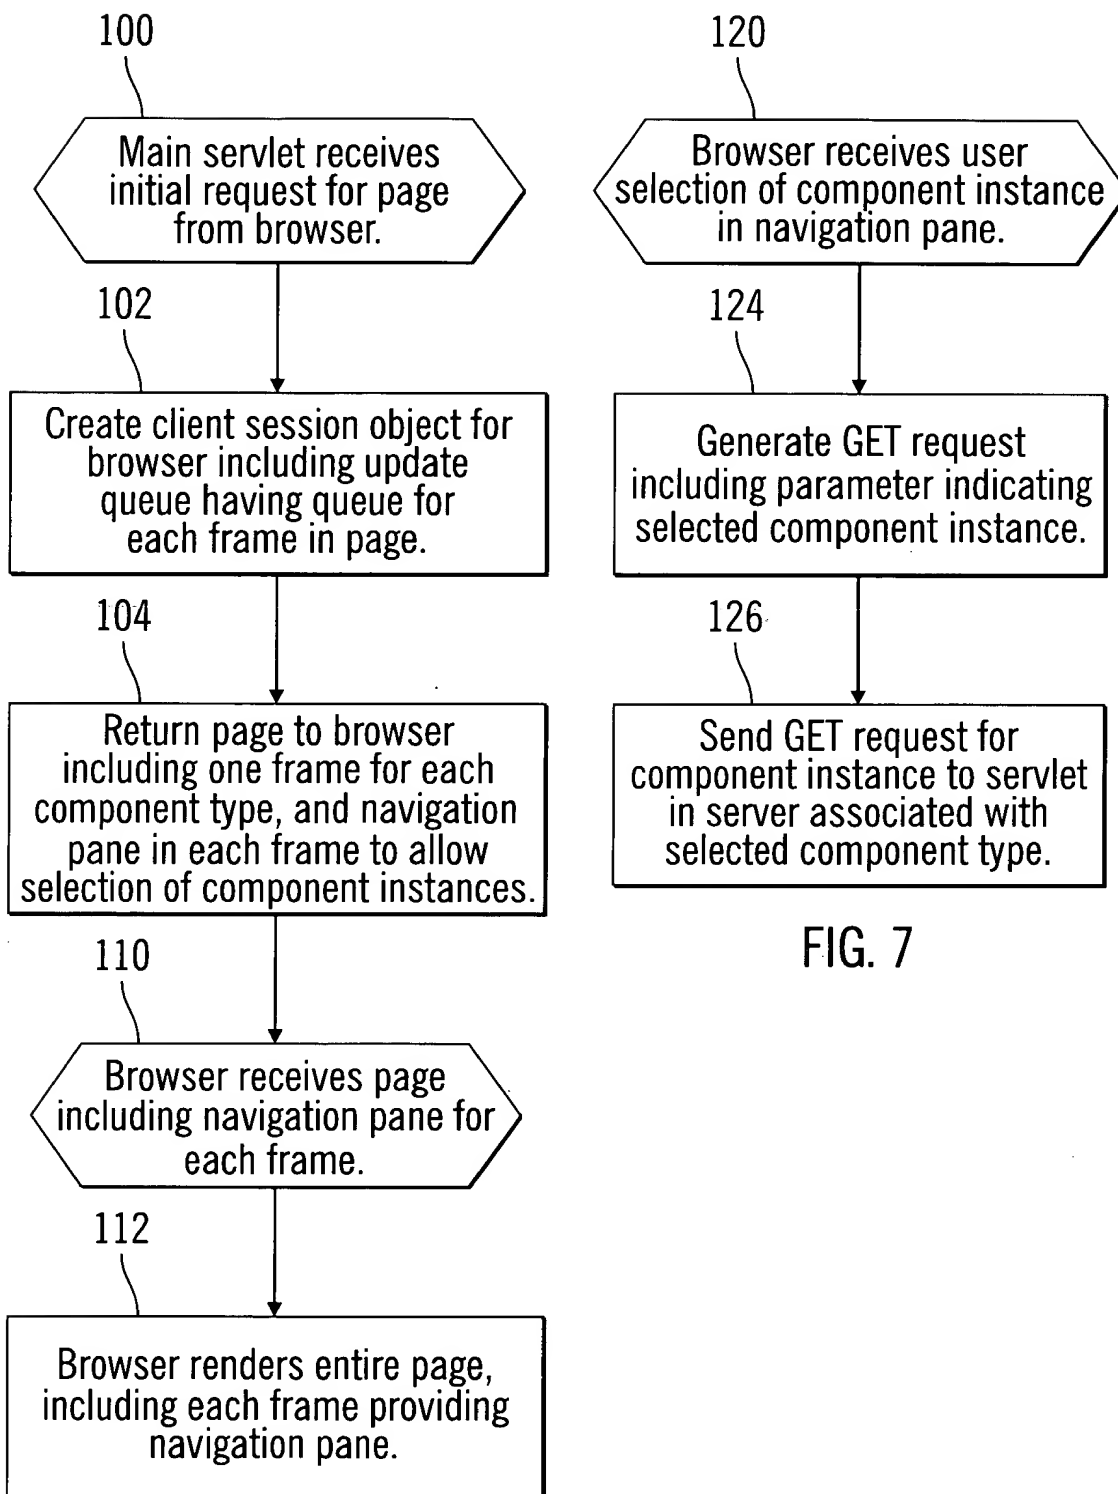 100
Main servlet receives
initial request for page
from browser.
102
Create client session object for
browser including update
queue having queue for
each frame in page.
104
Return page to browser
including one frame for each
component type, and navigation
pane in each frame to allow
selection of component instances.
110
Browser receives page
including navigation pane for
each frame.
112
Browser renders entire page,
including each frame providing
navigation pane.
120
Browser receives user
selection of component instance
in navigation pane.
124
Generate GET request
including parameter indicating
selected component instance.
126
Send GET request for
component instance to servlet
in server associated with
selected component type.
FIG. 7